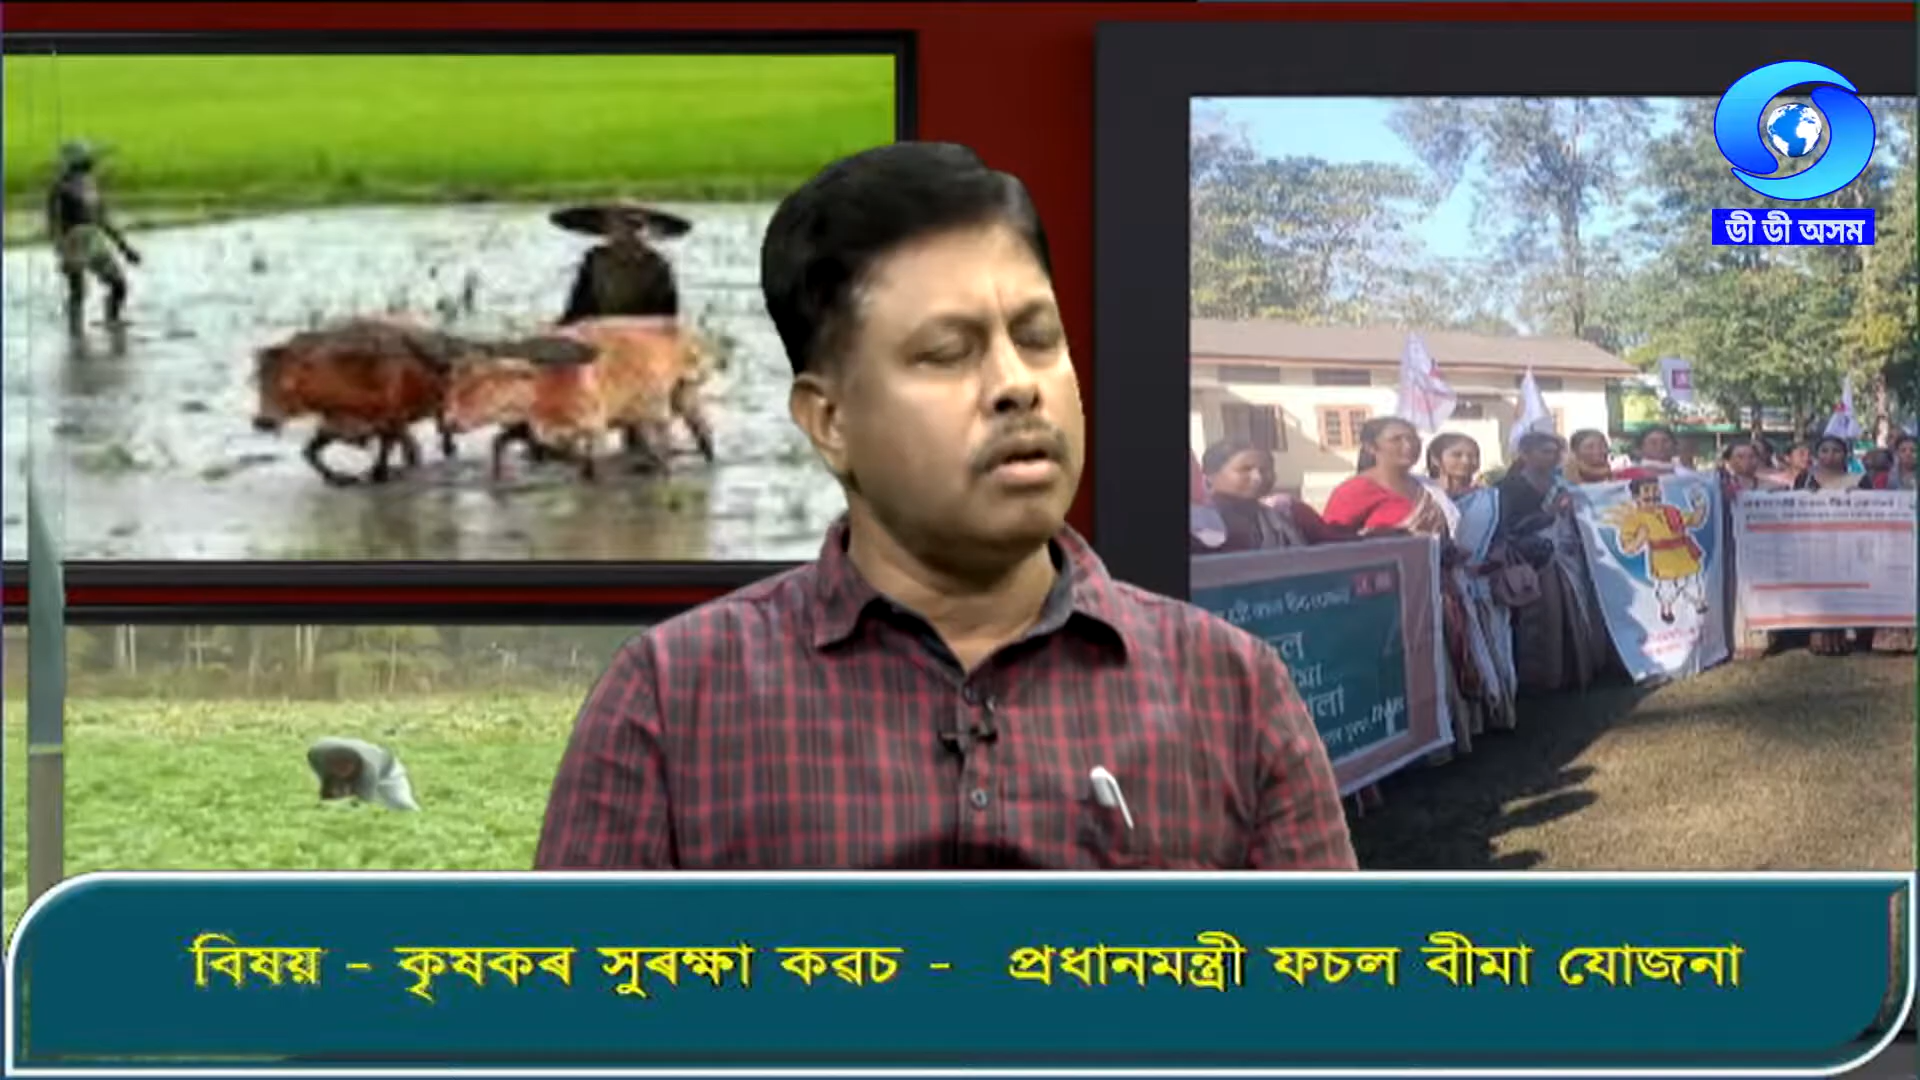 ডী ডী অসম
বিষয় - কৃষকৰ সুৰক্ষা কৱচ - প্ৰধানমন্ত্ৰী ফচল বীমা যোজনা